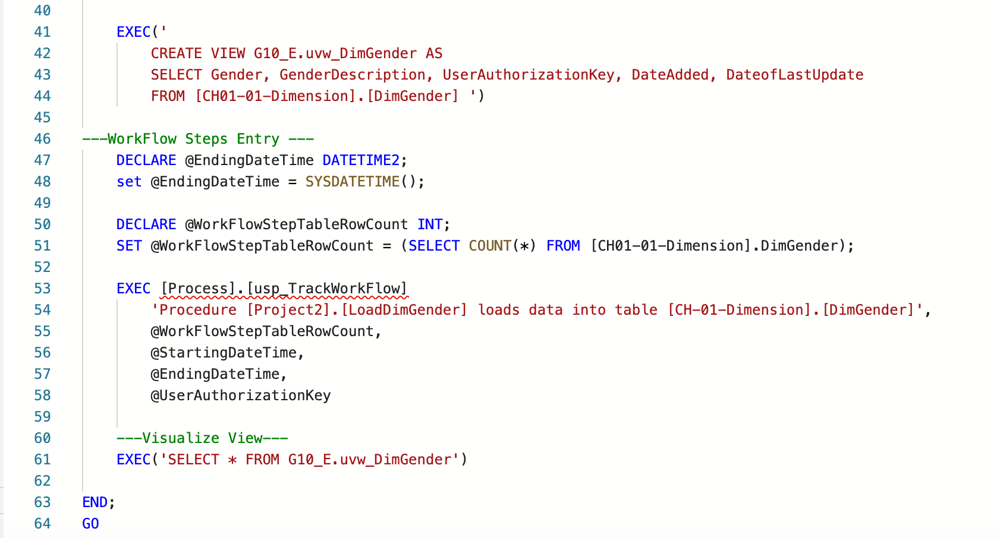 40
41 EXEC('
42 CREATE VIEW G10_E.uvw_DimGender AS
43 SELECT Gender, GenderDescription, UserAuthorizationKey, DateAdded, DateofLastUpdate
44 FROM [CH01-01-Dimension].[DimGender] ')
45
46 ---WorkFlow Steps Entry ---
47 DECLARE @EndingDateTime DATETIME2;
48 set @EndingDateTime = SYSDATETIME();
49
50 DECLARE @WorkFlowStepTableRowCount INT;
51 SET @WorkFlowStepTableRowCount = (SELECT COUNT(*) FROM [CH01-01-Dimension].DimGender);
52
53 EXEC [Process].[usp_TrackWorkFlow]
54 'Procedure [Project2].[LoadDimGender] loads data into table [CH-01-Dimension].[DimGender]',
55 @WorkFlowStepTableRowCount,
56 @StartingDateTime,
57 @EndingDateTime,
58 @UserAuthorizationKey
59
60 ---Visualize View---
61 EXEC('SELECT * FROM G10_E.uvw_DimGender')
62
63 END;
64 GO